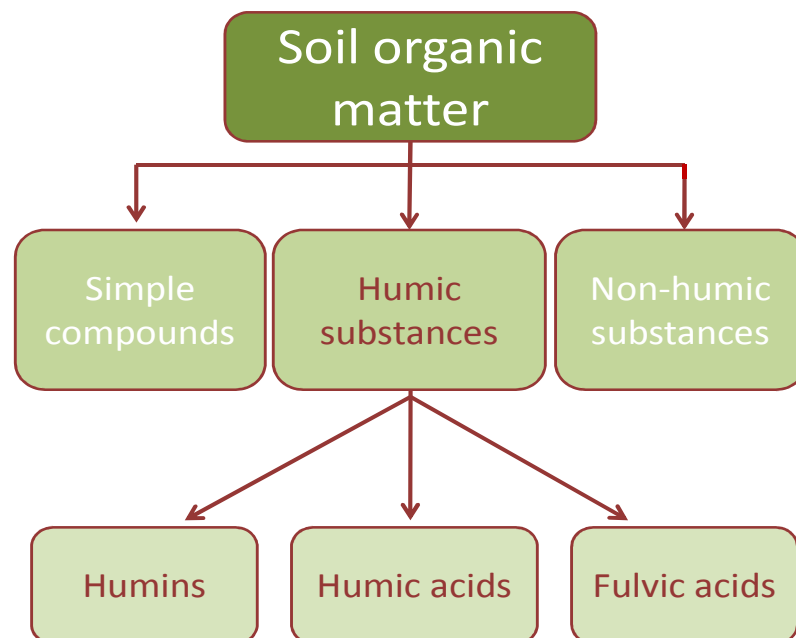 Soil organic
matter
Simple
compounds
Humic
substances
Non-humic
substances
Humins
Humic acids
Fulvic acids